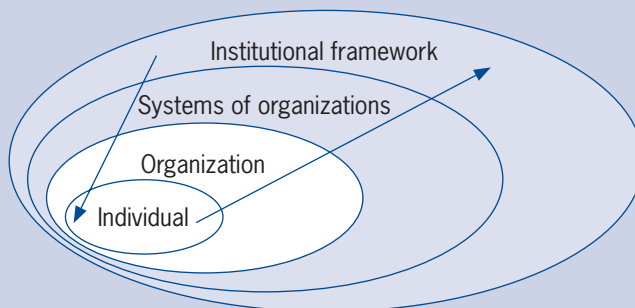 Institutional framework
Systems of organizations
Organization
Individual